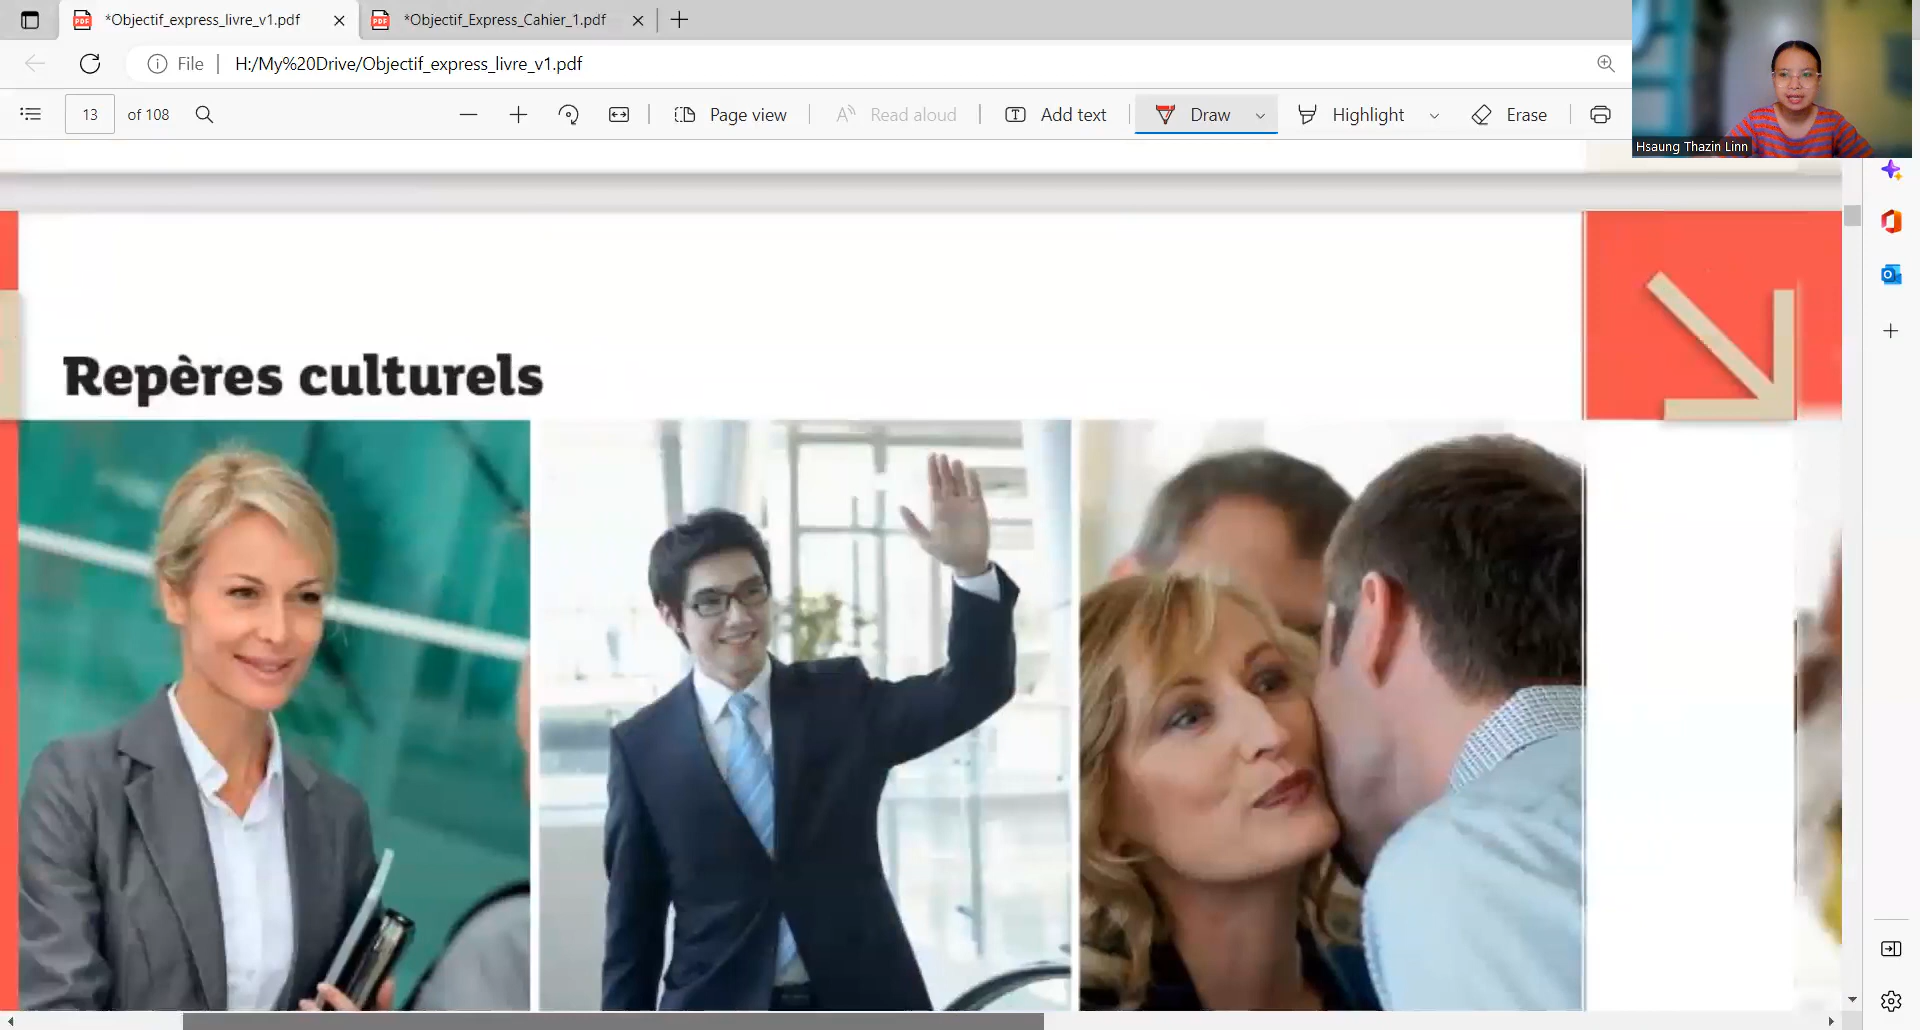 *Objectif_express_livre_v1.pdf
*Objectif_Express_Cahier_1.pdf
File
H:/My%20Drive/Objectif_express_livre_v1.pdf
13 of 108
Page view
Read aloud
Add text
Draw
Highlight
Erase
Hsaung Thazin Linn
Repères culturels